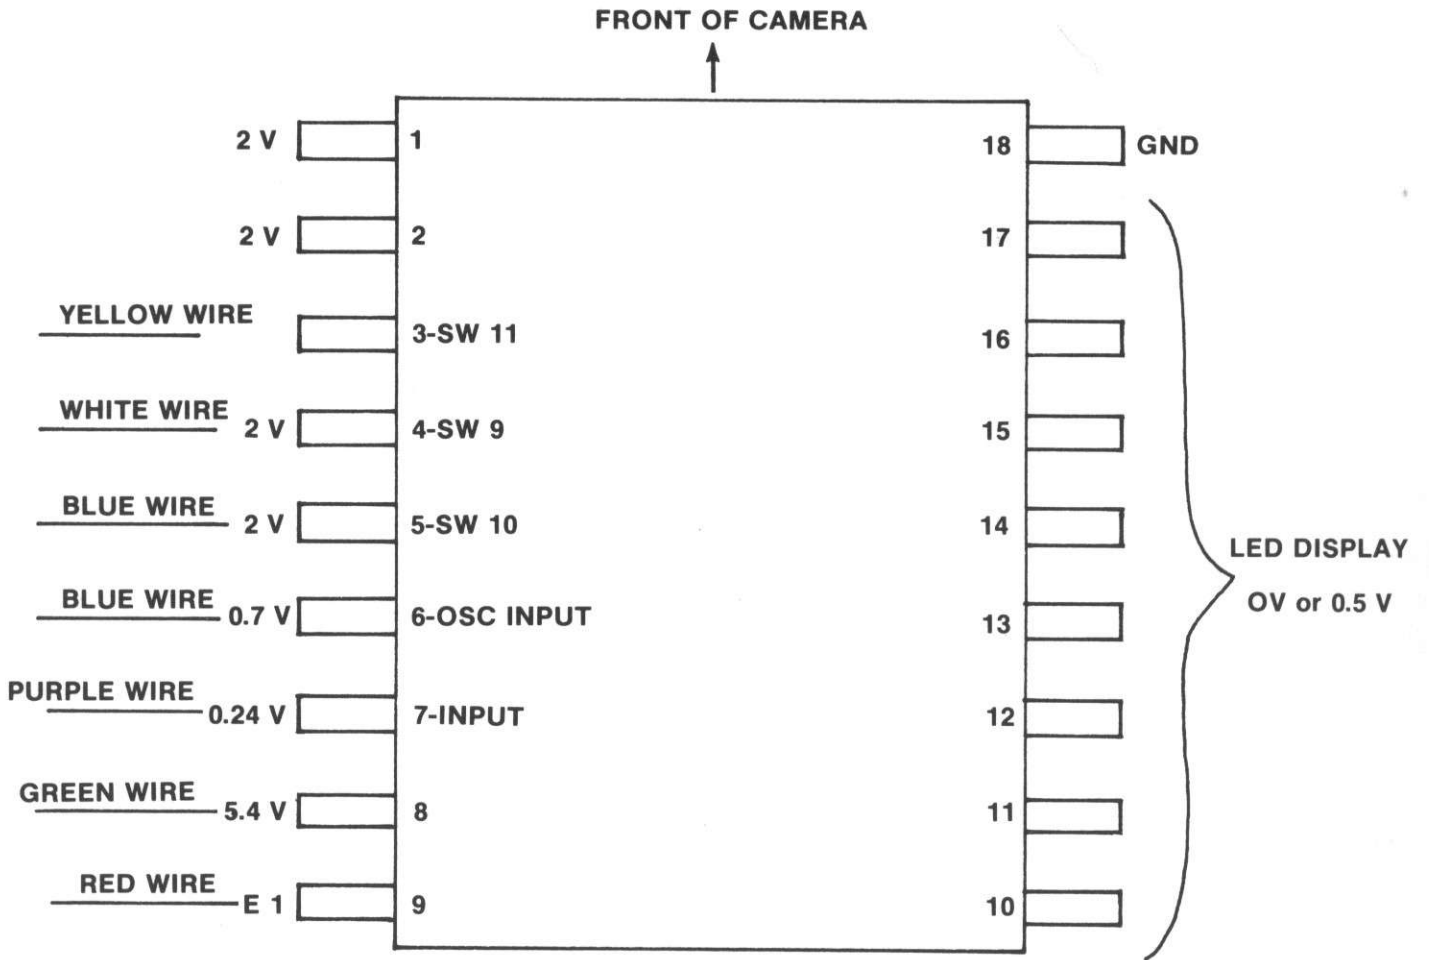 FRONT OF CAMERA
2 V 1
2 V 2
YELLOW WIRE 3-SW 11
WHITE WIRE 2 V 4-SW 9
BLUE WIRE 2 V 5-SW 10
BLUE WIRE 0.7 V 6-OSC INPUT
PURPLE WIRE 0.24 V 7-INPUT
GREEN WIRE 5.4 V 8
RED WIRE E 1 9
18 GND
17
16
15
14
13
12
11
10
LED DISPLAY
OV or 0.5 V